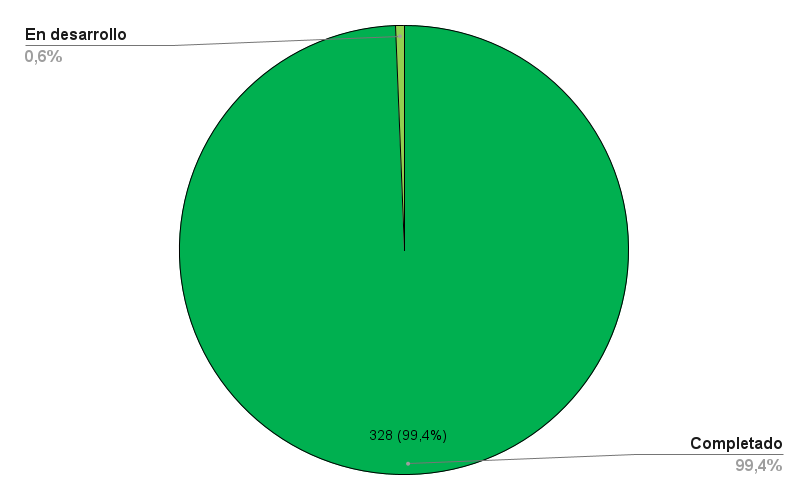 En desarrollo
0,6%
328 (99,4%)
Completado
99,4%